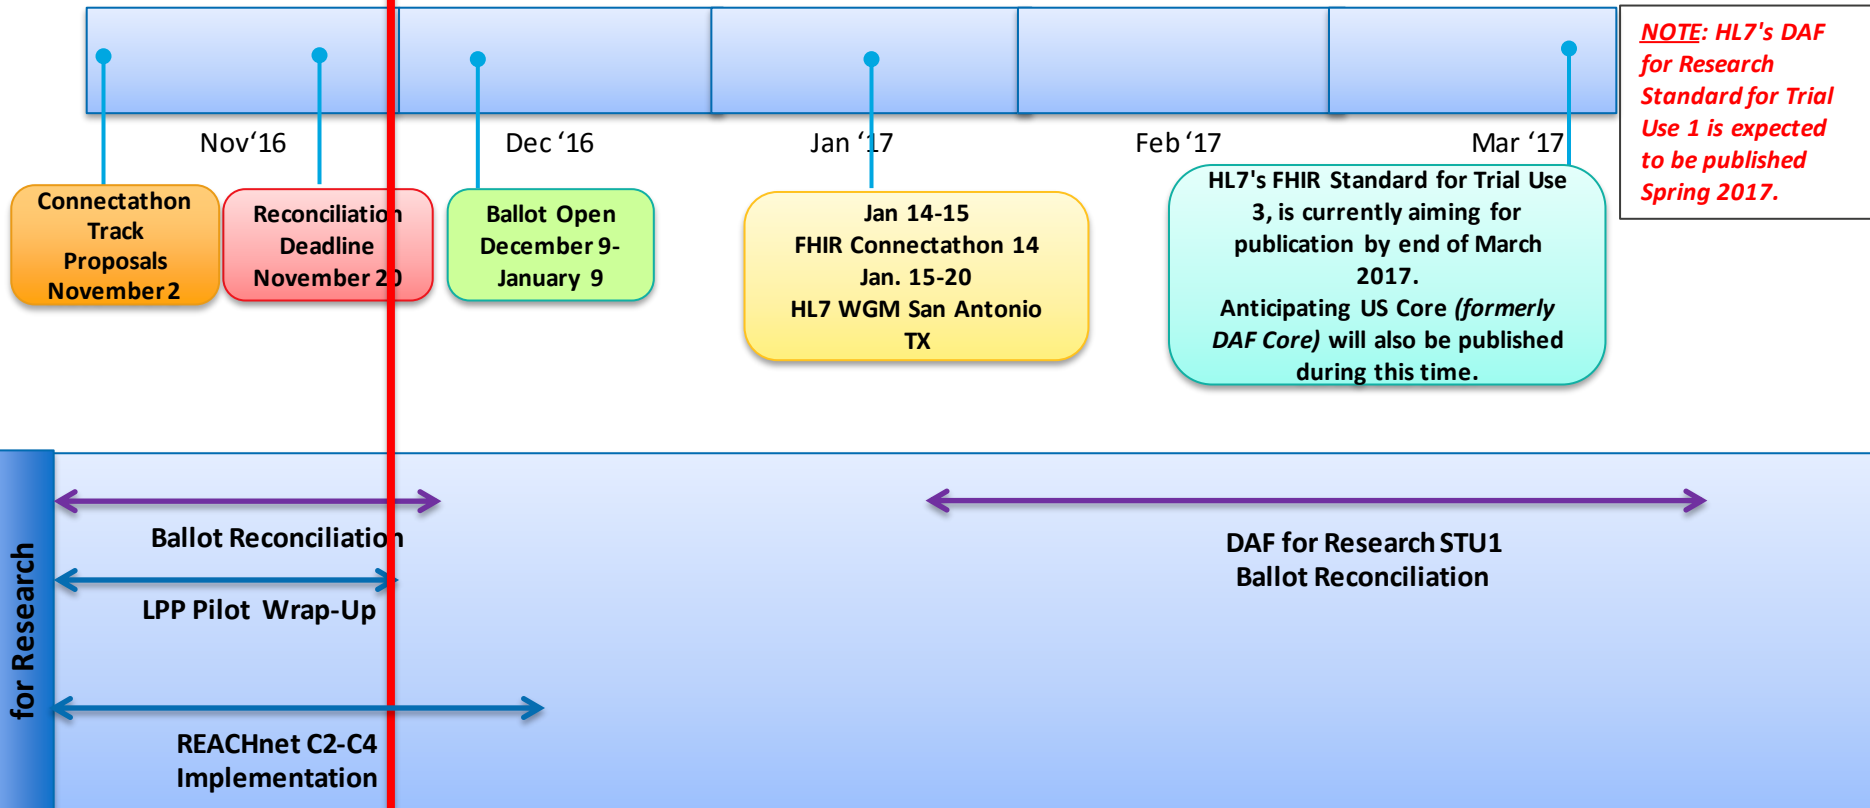 Nov‘16
Dec ‘16
Jan ‘17
Feb ‘17
Mar ‘17
NOTE: HL7's DAF
for Research
Standard for Trial
Use 1 is expected
to be published
Spring 2017.
Connectathon
Track
Proposals
November 2
Reconciliation
Deadline
November 20
Ballot Open
December 9-
January 9
Jan 14-15
FHIR Connectathon 14
Jan. 15-20
HL7 WGM San Antonio
TX
HL7's FHIR Standard for Trial Use
3, is currently aiming for
publication by end of March
2017.
Anticipating US Core (formerly
DAF Core) will also be published
during this time.
for Research
Ballot Reconciliation
LPP Pilot Wrap-Up
REACHnet C2-C4
Implementation
DAF for Research STU1
Ballot Reconciliation